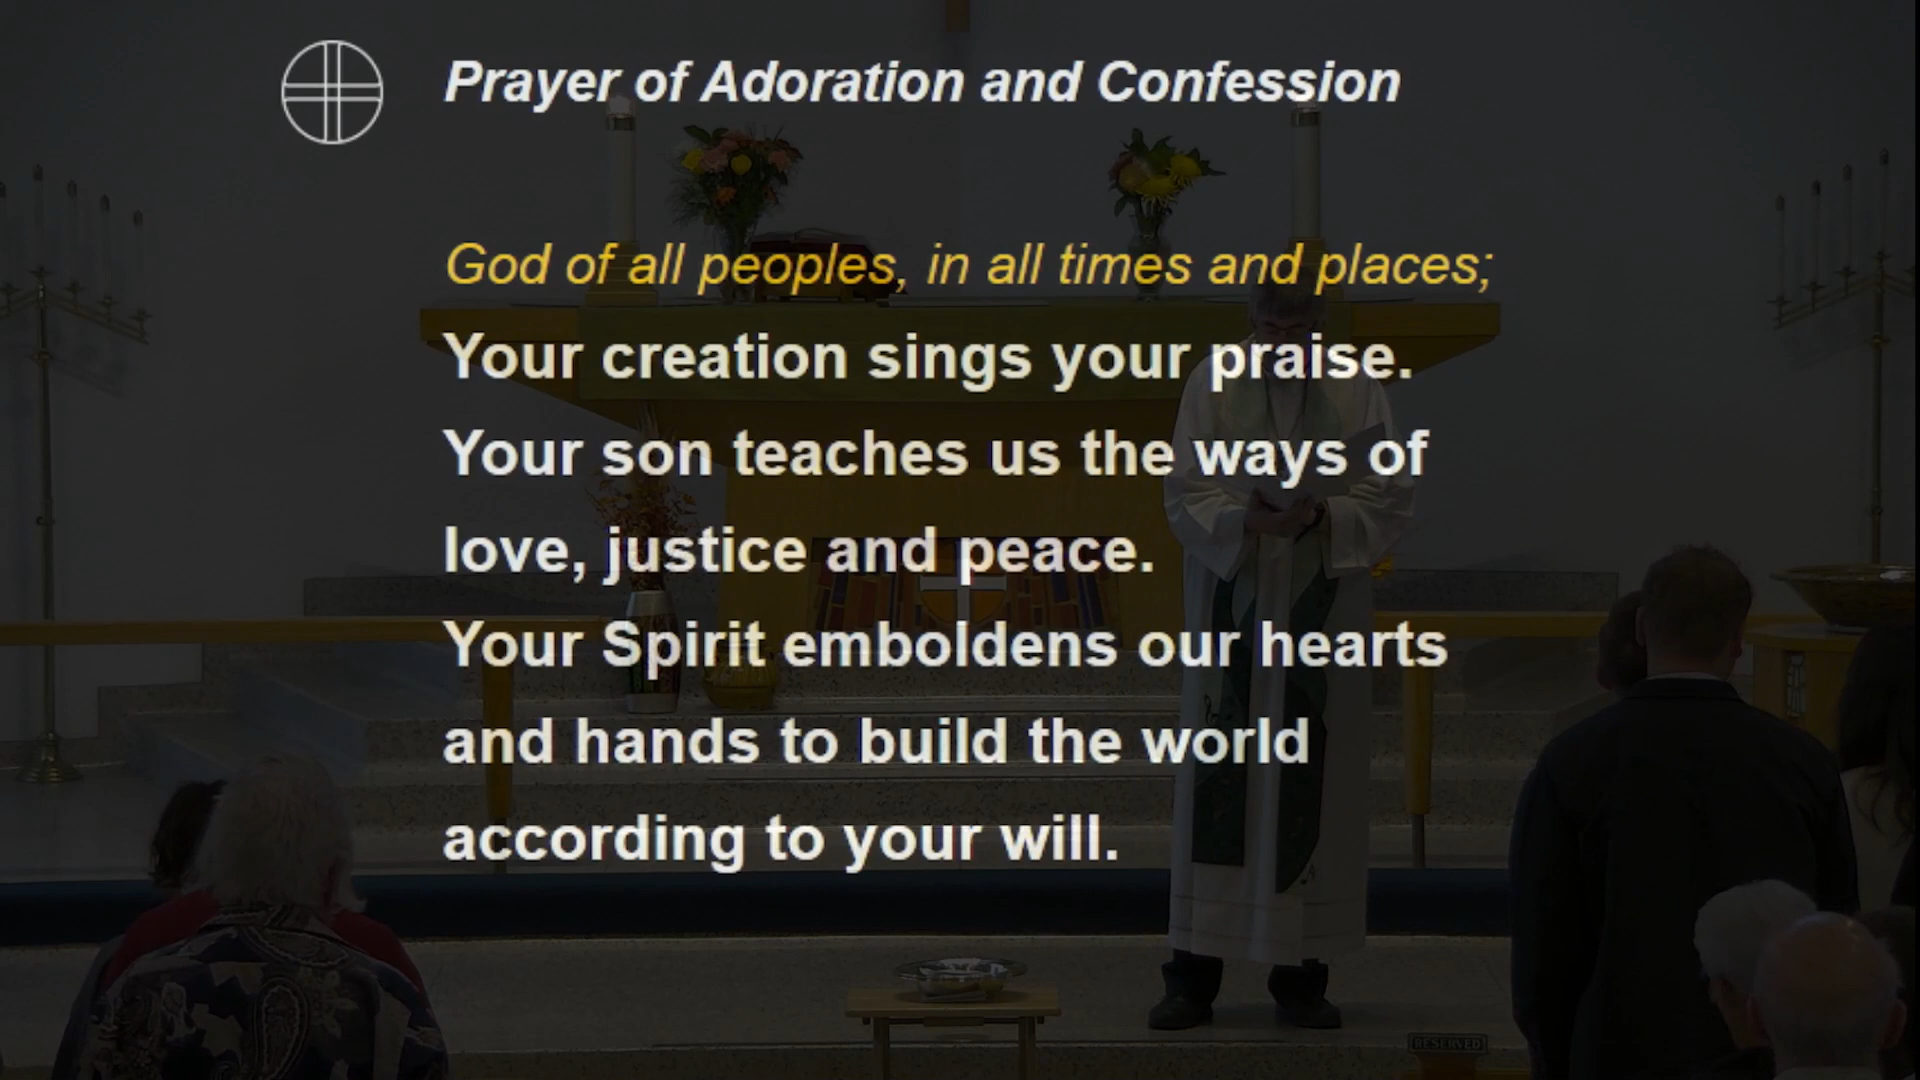 Prayer of Adoration and Confession
God of all peoples, in all times and places;
Your creation sings your praise.
Your son teaches us the ways of
love, justice and peace.
Your Spirit emboldens our hearts
and hands to build the world
according to your will.
RESERVED